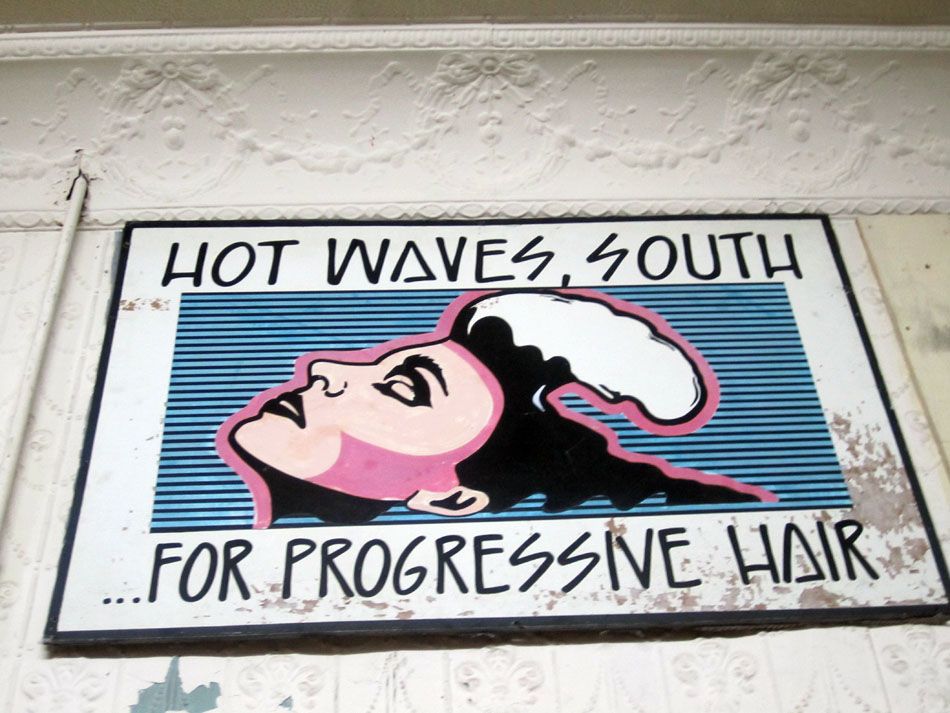 HOT WAVES, SOUTH
...FOR PROGRESSIVE HAIR